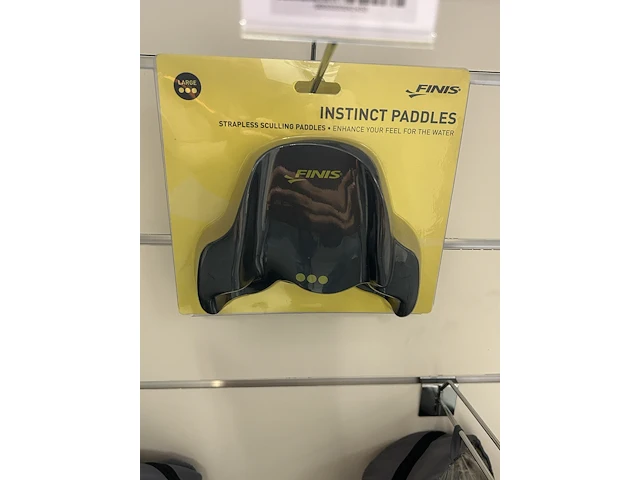 LARGE
FINIS
INSTINCT PADDLES
STRAPLESS SCULLING PADDLES • ENHANCE YOUR FEEL FOR THE WATER
FINIS